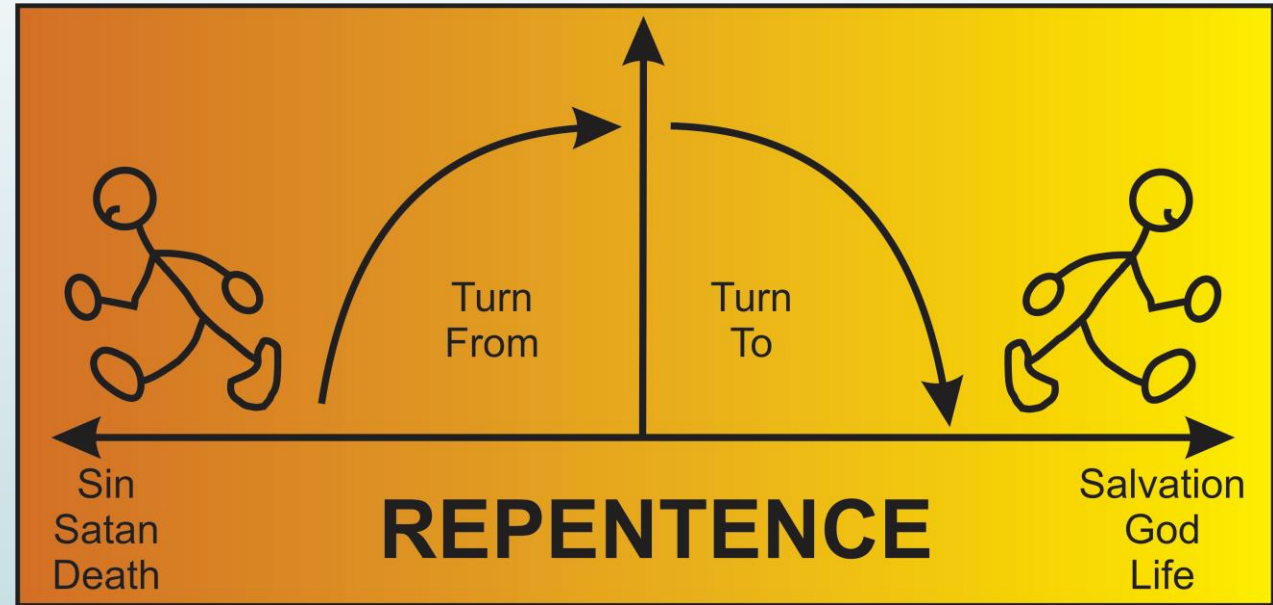 Turn
From
Turn
To
Sin
Satan
Death
REPENTENCE
Salvation
God
Life